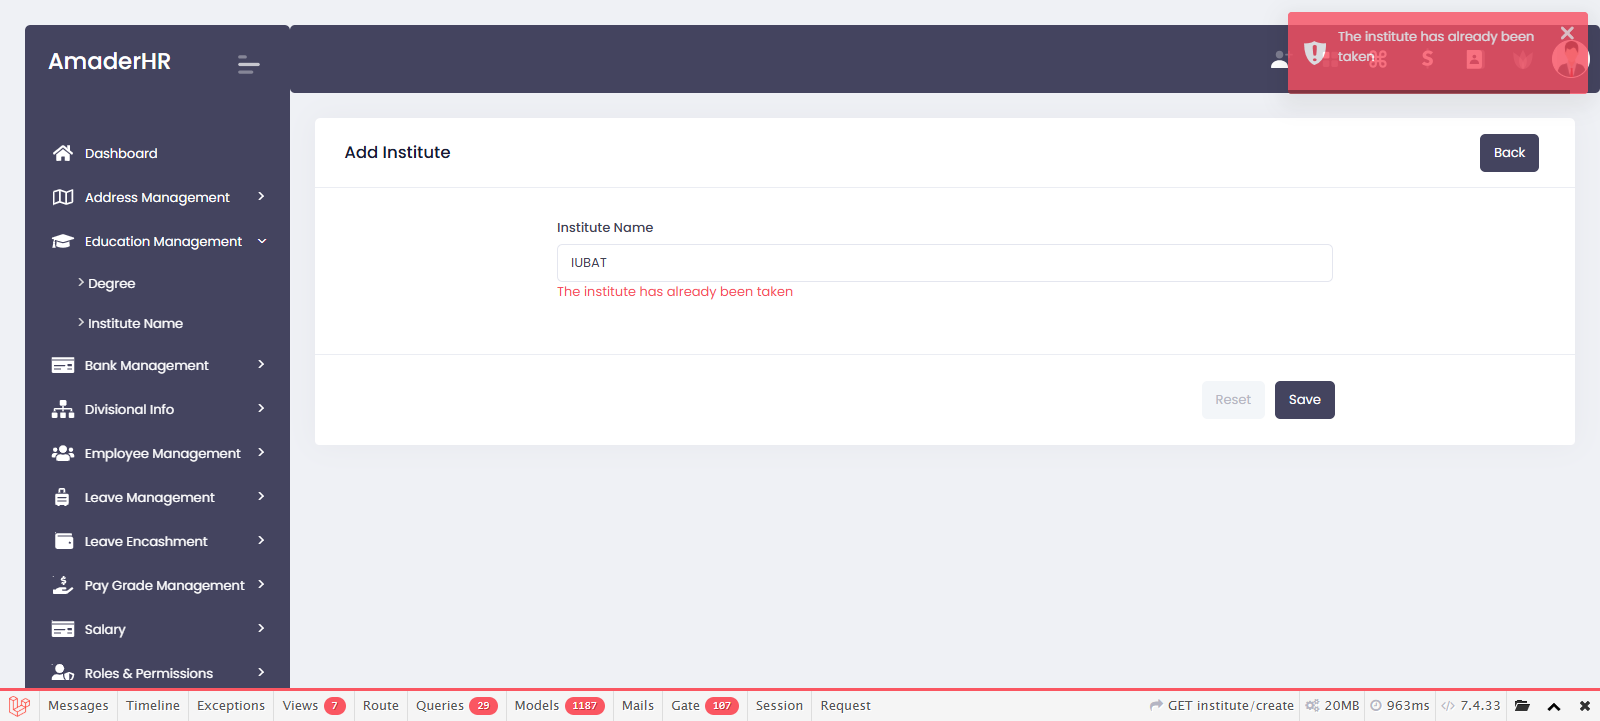 AmaderHR
The institute has already been
taken
Dashboard
Address Management
Education Management
Degree
Institute Name
Bank Management
Divisional Info
Employee Management
Leave Management
Leave Encashment
Pay Grade Management
Salary
Roles & Permissions
Add Institute
Back
Institute Name
IUBAT
The institute has already been taken
Reset
Save
Messages Timeline Exceptions Views 7 Route Queries 29 Models 1187 Mails Gate 107 Session Request GET institute/create 20MB 963ms 7.4.33